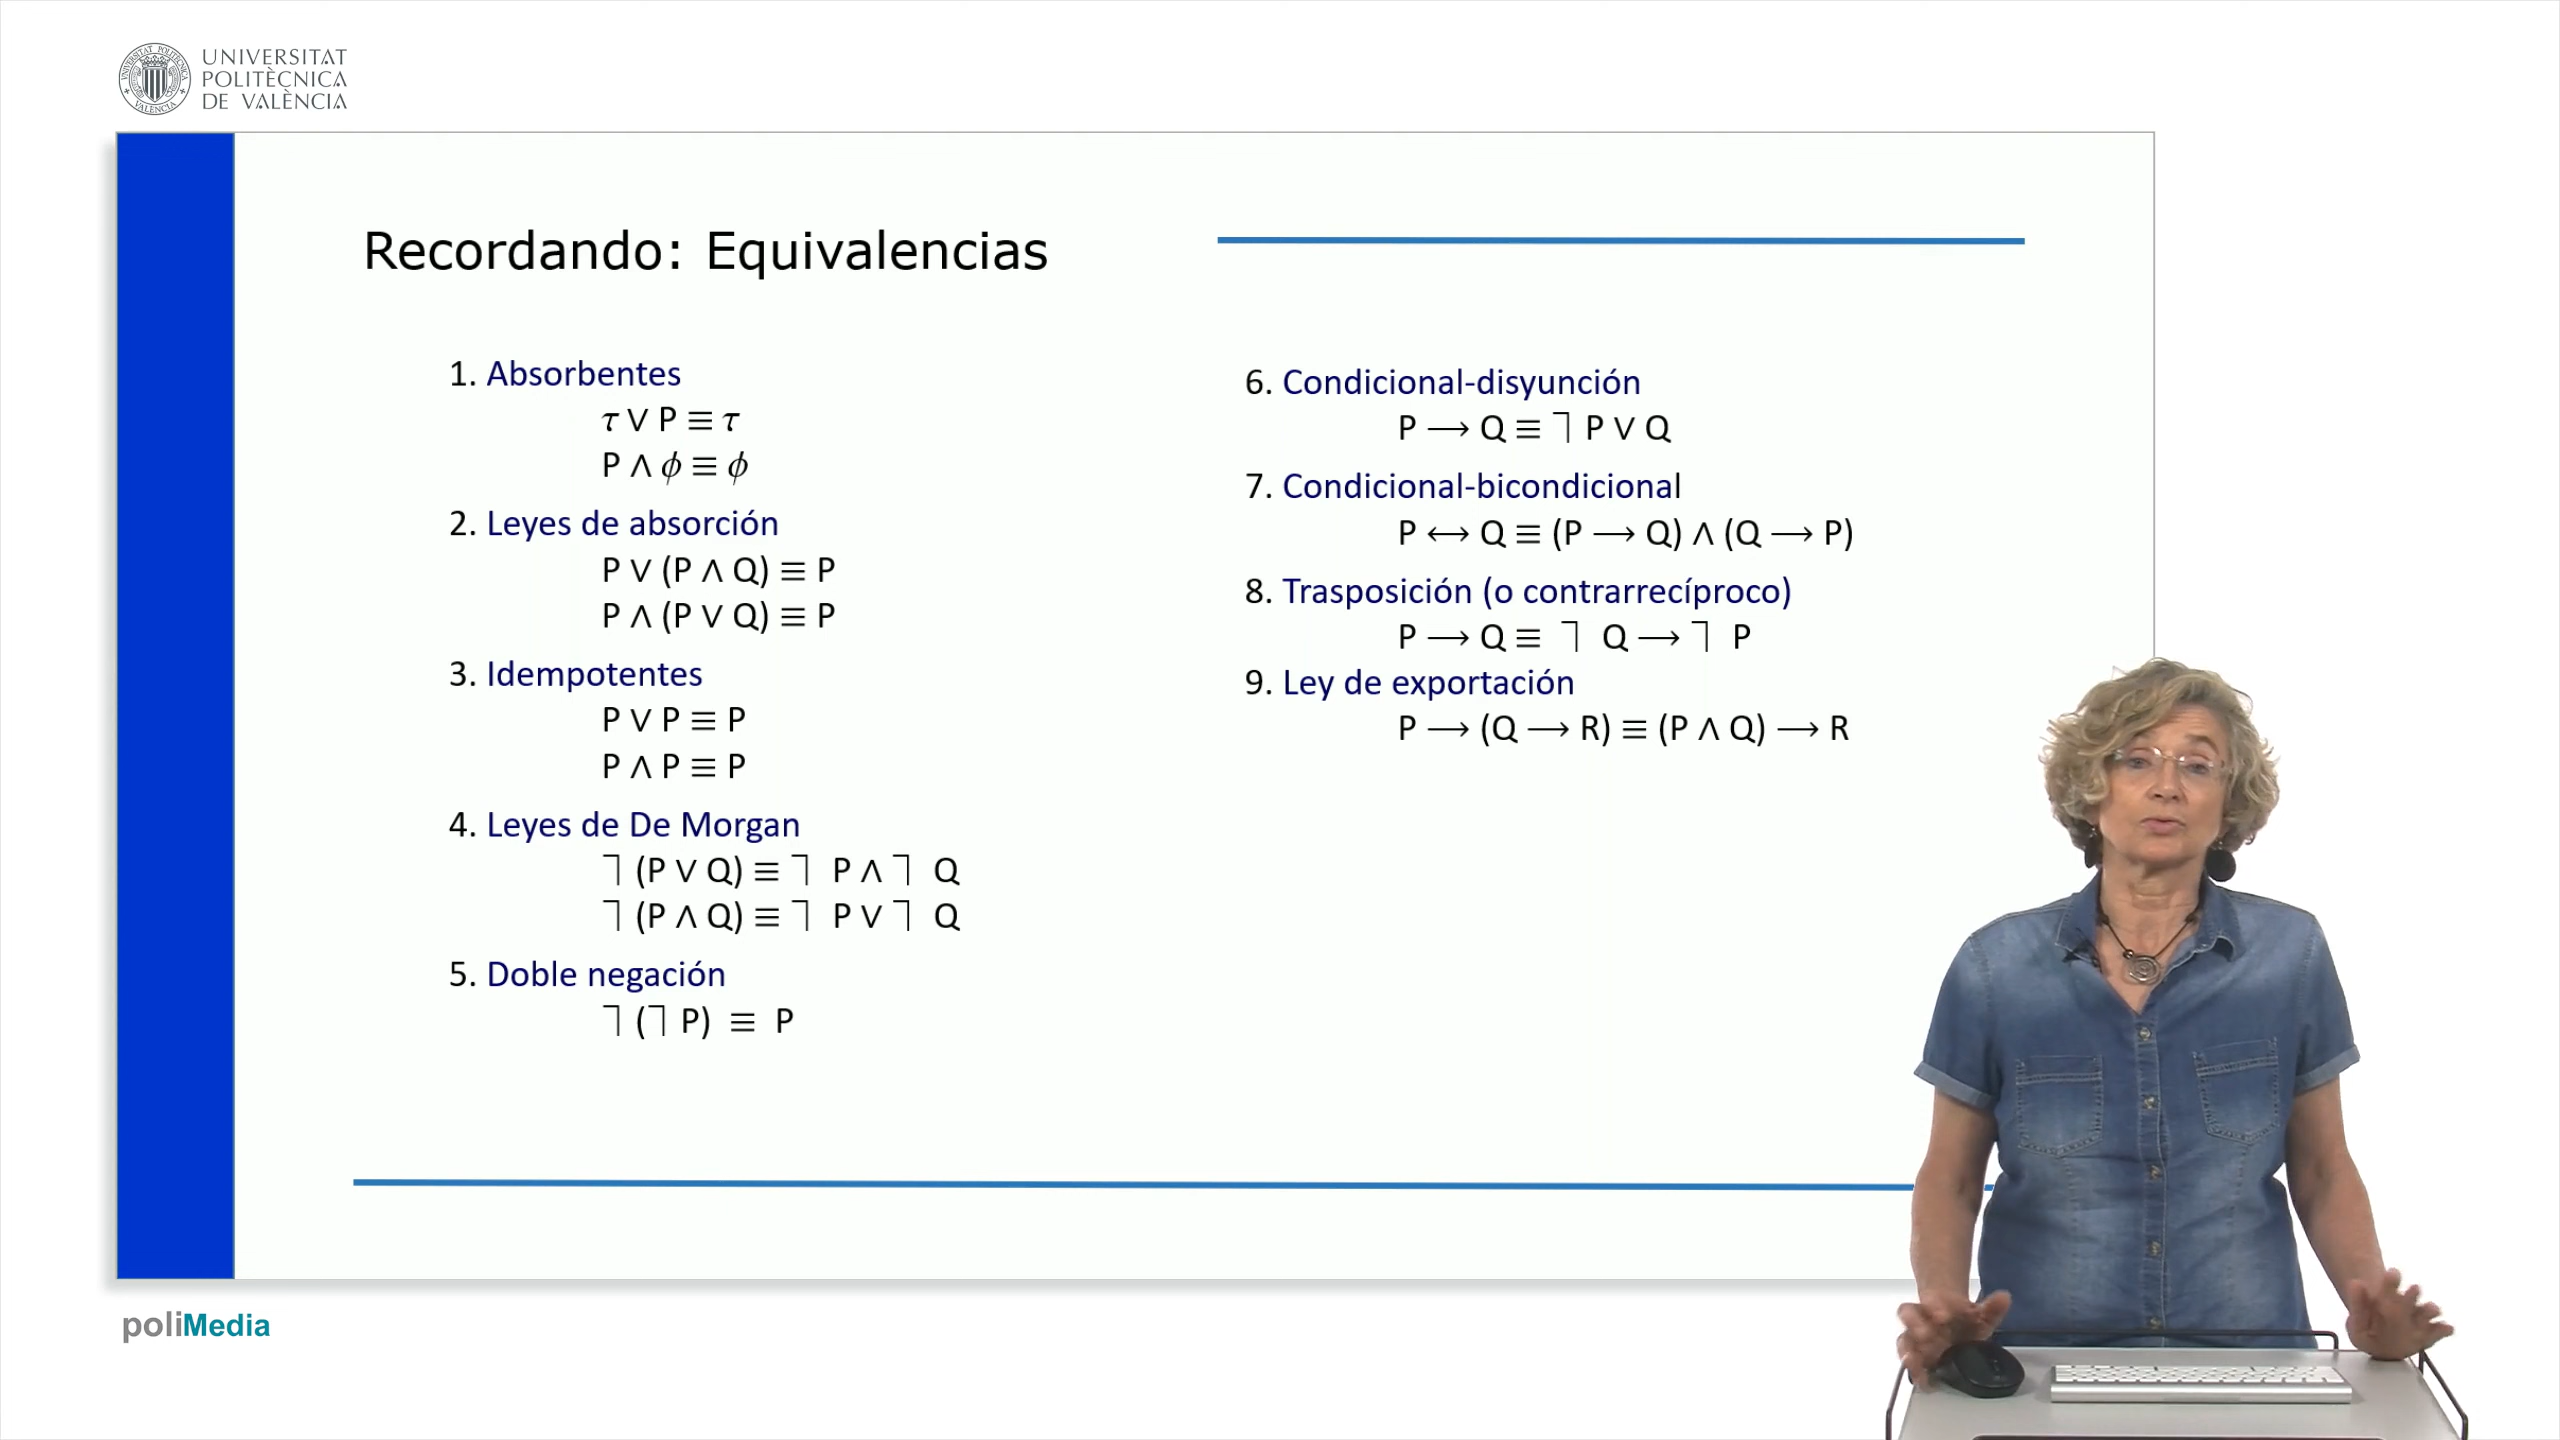 UNIVERSITAT
POLITÈCNICA
DE VALÈNCIA
Recordando: Equivalencias
1. Absorbentes
τ ∨ P ≡ τ
P ∧ ϕ ≡ ϕ
2. Leyes de absorción
P ∨ (P ∧ Q) ≡ P
P ∧ (P ∨ Q) ≡ P
3. Idempotentes
P ∨ P ≡ P
P ∧ P ≡ P
4. Leyes de De Morgan
⏋ (P ∨ Q) ≡ ⏋ P ∧ ⏋ Q
⏋ (P ∧ Q) ≡ ⏋ P ∨ ⏋ Q
5. Doble negación
⏋ (⏋ P) ≡ P
6. Condicional-disyunción
P ⟶ Q ≡ ⏋ P ∨ Q
7. Condicional-bicondicional
P ⟷ Q ≡ (P ⟶ Q) ∧ (Q ⟶ P)
8. Trasposición (o contrarrecíproco)
P ⟶ Q ≡ ⏋ Q ⟶ ⏋ P
9. Ley de exportación
P ⟶ (Q ⟶ R) ≡ (P ∧ Q) ⟶ R
poliMedia